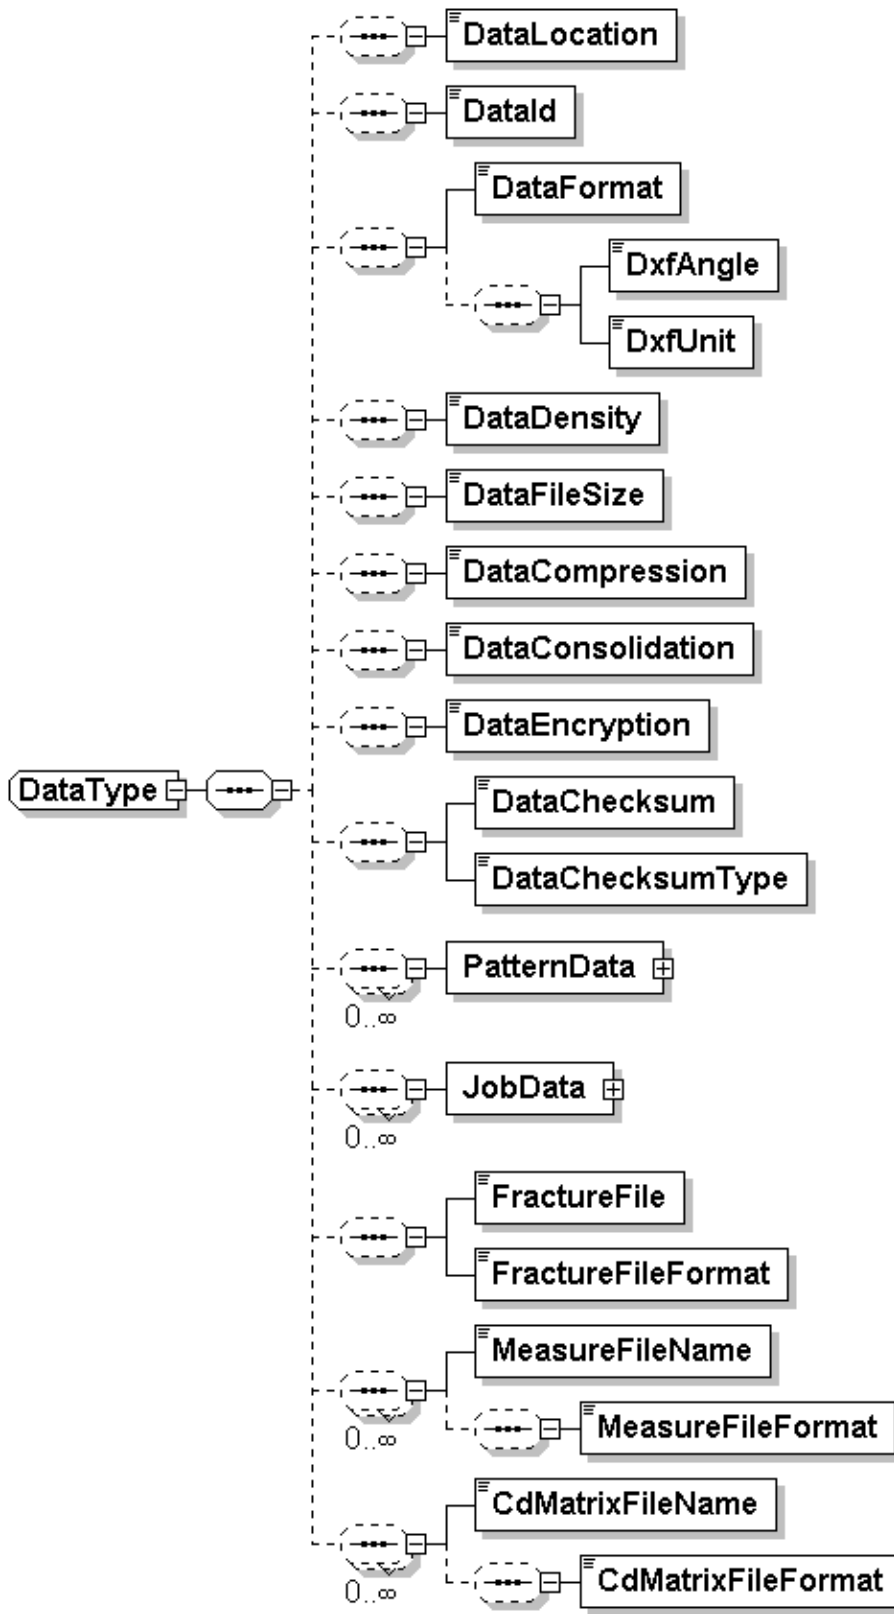 DataLocation
DataId
DataFormat
DxfAngle
DxfUnit
DataDensity
DataFileSize
DataCompression
DataConsolidation
DataEncryption
DataType
DataChecksum
DataChecksumType
PatternData
0..∞
JobData
0..∞
FractureFile
FractureFileFormat
MeasureFileName
MeasureFileFormat
0..∞
CdMatrixFileName
CdMatrixFileFormat
0..∞